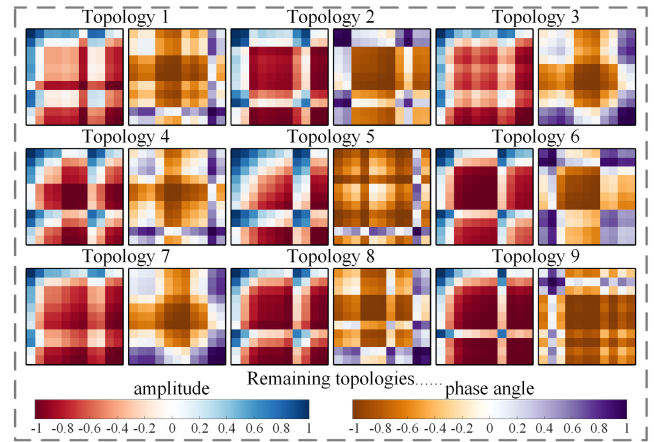 Topology 1 Topology 2 Topology 3
Topology 4 Topology 5 Topology 6
Topology 7 Topology 8 Topology 9
Remaining topologies......
amplitude phase angle
-1 -0.8 -0.6 -0.4 -0.2 0 0.2 0.4 0.6 0.8 1 -1 -0.8 -0.6 -0.4 -0.2 0 0.2 0.4 0.6 0.8 1